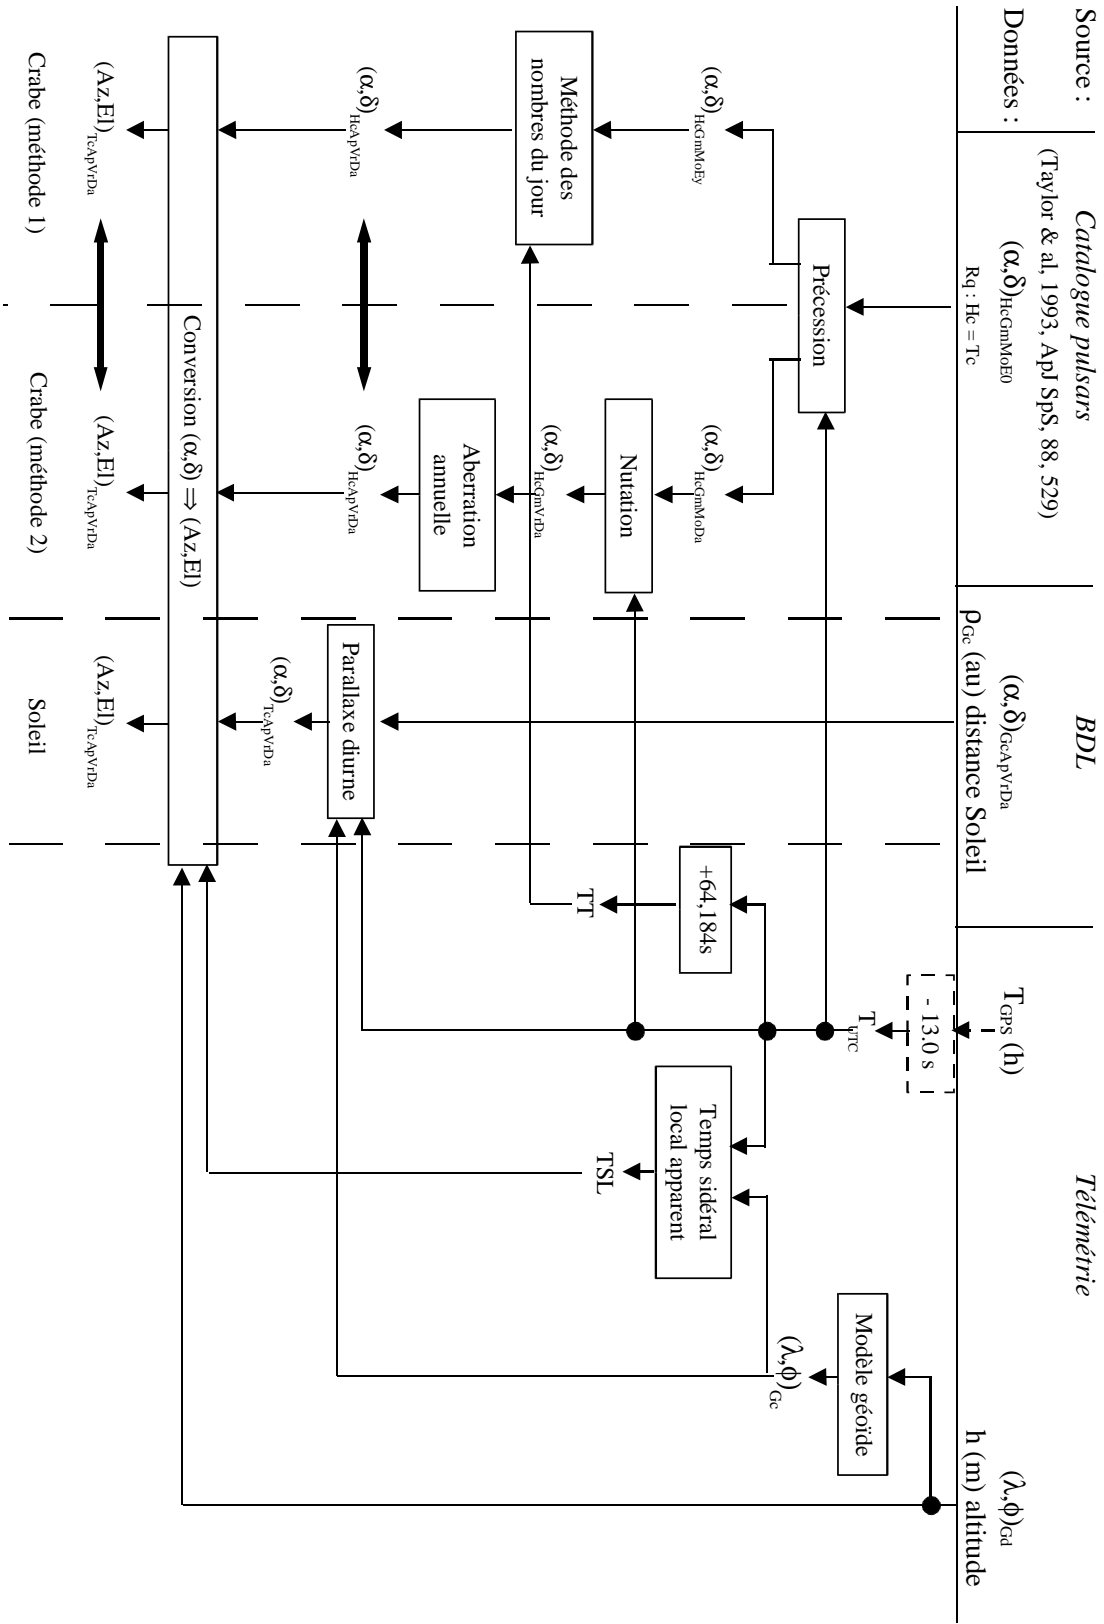 Source :
Catalogue pulsars
BDL
Télémétrie
Données :
(Taylor & al, 1993, ApJ SpS, 88, 529)
(α,δ)HcGmMoE0
Rq : Hc = Tc
(α,δ)GcApVrDa
ρGc (au) distance Soleil
TGPS (h)
(λ,ϕ)Gd
h (m) altitude
- 13.0 s
TUTC
Précession
Modèle géoïde
(λ,ϕ)Gc
(α,δ)HcGmMoEy
(α,δ)HcGmMoDa
+64,184s
Temps sidéral
local apparent
Nutation
TT
TSL
Méthode des
nombres du jour
(α,δ)HcGmVrDa
Aberration
annuelle
(α,δ)HcApVrDa
(α,δ)HcApVrDa
Parallaxe diurne
(α,δ)TcApVrDa
Conversion (α,δ) ⇒ (Az,El)
(Az,El)TcApVrDa
(Az,El)TcApVrDa
(Az,El)TcApVrDa
Crabe (méthode 1)
Crabe (méthode 2)
Soleil